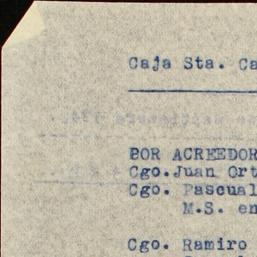 Caja Sta. Ca
POR ACREEDOR
Cgo.Juan Ort
Cgo. Pascual
M.S. en
Cgo. Ramiro